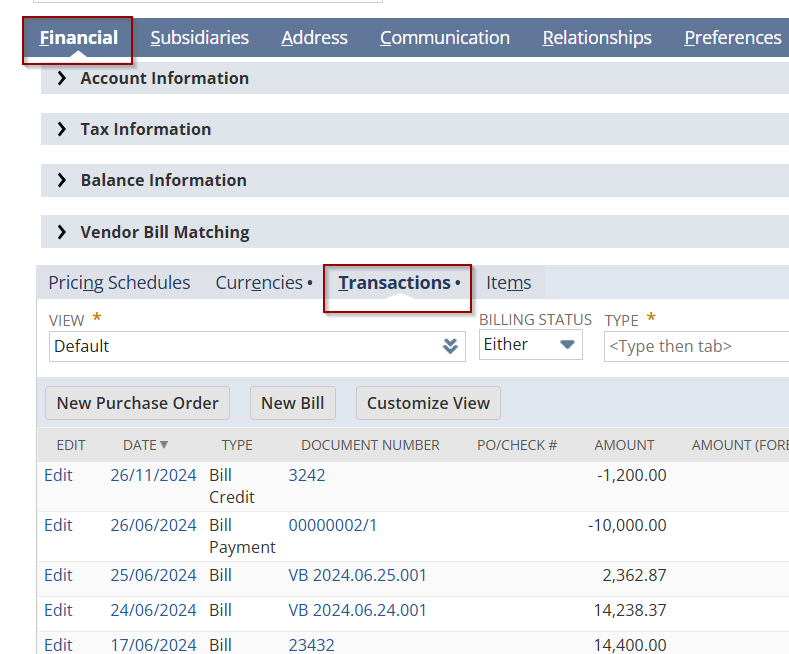 Financial Subsidiaries Address Communication Relationships Preferences
Account Information
Tax Information
Balance Information
Vendor Bill Matching
Pricing Schedules Currencies • Transactions • Items
VIEW * BILLING STATUS TYPE *
Default Either <Type then tab>
New Purchase Order New Bill Customize View
EDIT DATE▼ TYPE DOCUMENT NUMBER PO/CHECK # AMOUNT AMOUNT (FORE
Edit 26/11/2024 Bill Credit 3242 -1,200.00
Edit 26/06/2024 Bill Payment 00000002/1 -10,000.00
Edit 25/06/2024 Bill VB 2024.06.25.001 2,362.87
Edit 24/06/2024 Bill VB 2024.06.24.001 14,238.37
Edit 17/06/2024 Bill 23432 14,400.00